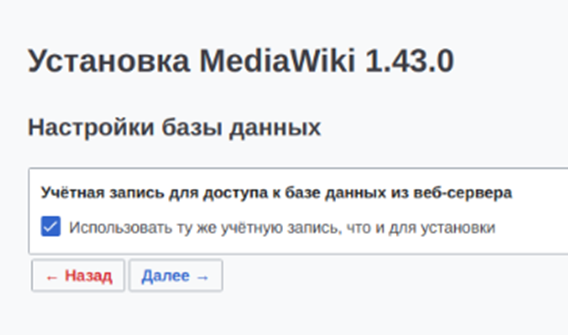 Установка MediaWiki 1.43.0
Настройки базы данных
Учётная запись для доступа к базе данных из веб-сервера
Использовать ту же учётную запись, что и для установки
← Назад Далее →